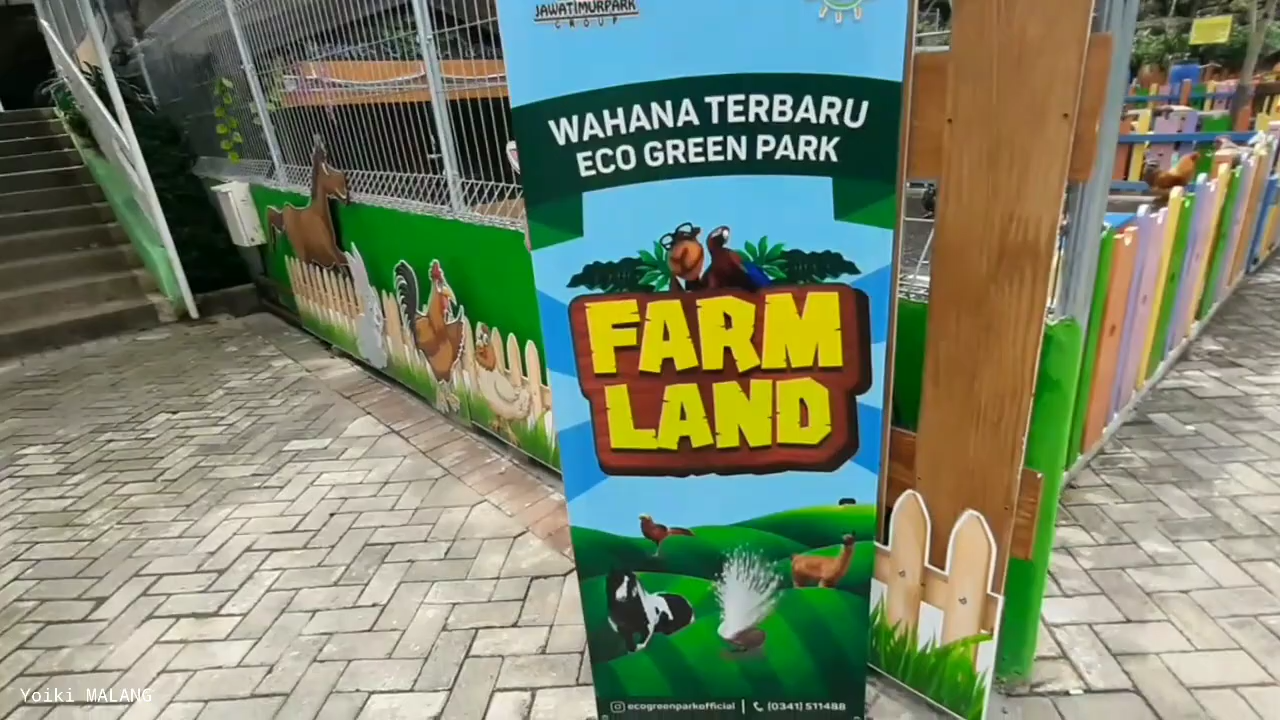 JAWATIMURPARK
GROUP
WAHANA TERBARU
ECO GREEN PARK
FARM
LAND
ecogreenparkofficial | (0341) 511488
Yoiki MALANG